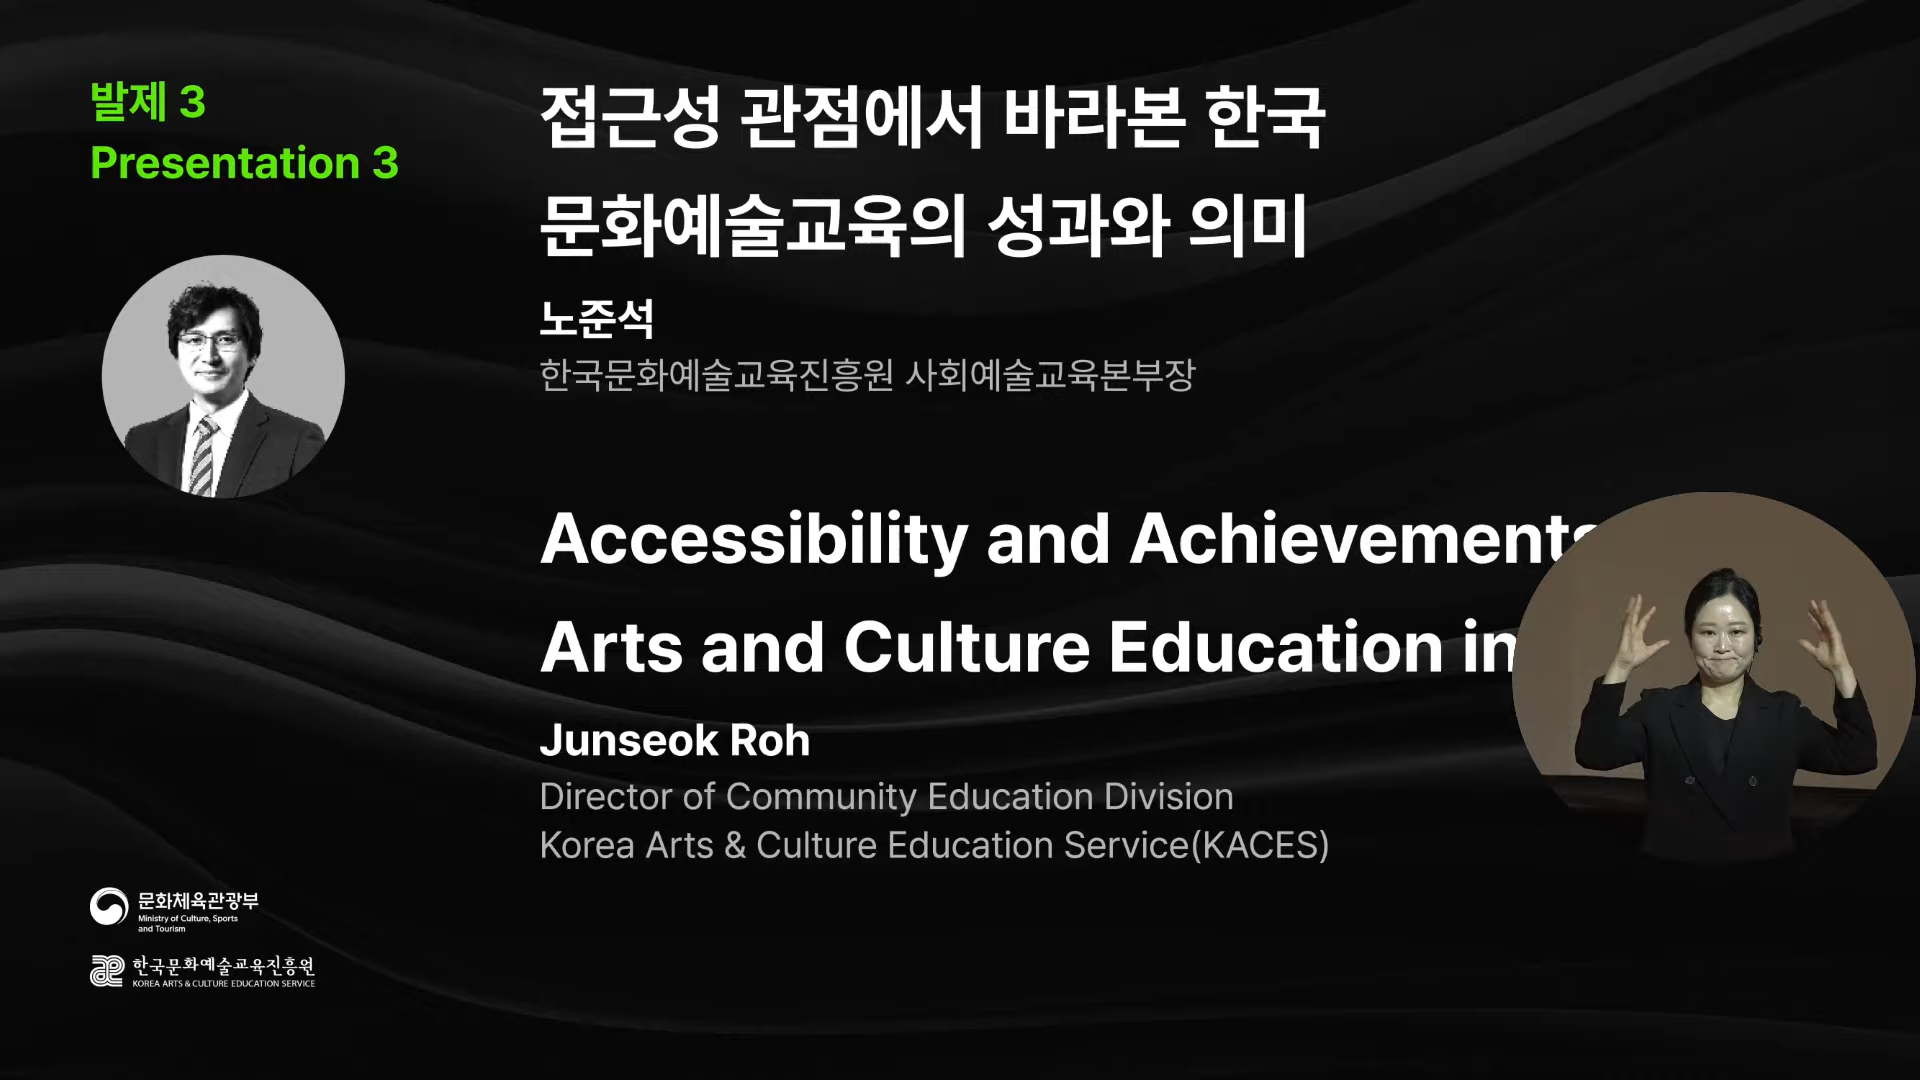 발제 3
Presentation 3
접근성 관점에서 바라본 한국
문화예술교육의 성과와 의미
노준석
한국문화예술교육진흥원 사회예술교육본부장
Accessibility and Achievements
Arts and Culture Education in
Junseok Roh
Director of Community Education Division
Korea Arts & Culture Education Service(KACES)
문화체육관광부
Ministry of Culture, Sports
and Tourism
한국문화예술교육진흥원
KOREA ARTS & CULTURE EDUCATION SERVICE